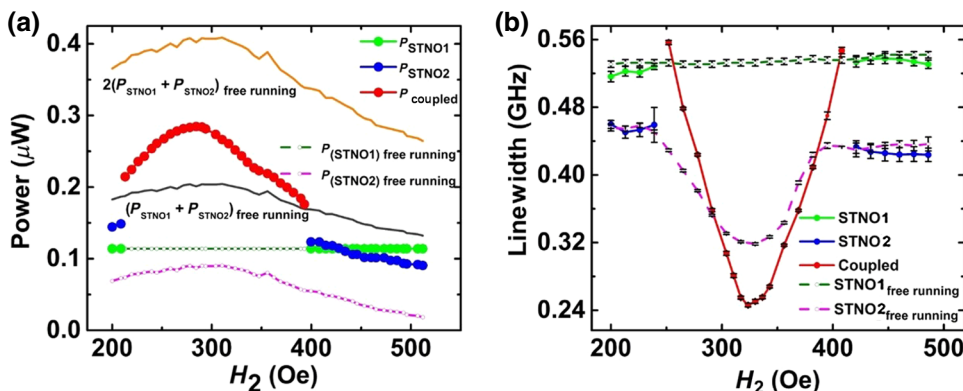 (a)
0.4
0.3
0.2
0.1
0.0
Power (μW)
200
300
400
500
H2 (Oe)
2(PSTNO1 + PSTNO2) free running
(PSTNO1 + PSTNO2) free running
PSTNO1
PSTNO2
Pcoupled
P(STNO1) free running
P(STNO2) free running
(b)
0.56
0.48
0.40
0.32
0.24
Linewidth (GHz)
200
300
400
500
H2 (Oe)
STNO1
STNO2
Coupled
STNO1free running
STNO2free running